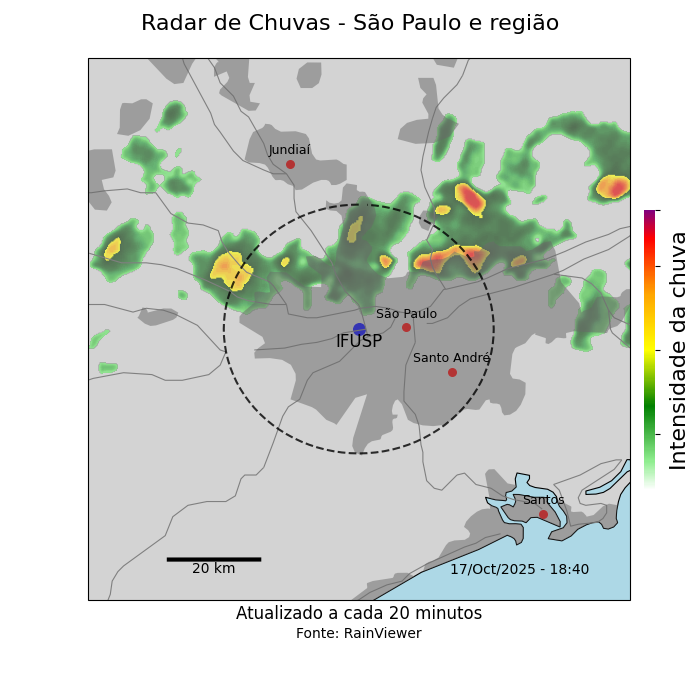 Radar de Chuvas - São Paulo e região
Jundiaí
São Paulo
IFUSP
Santo André
Santos
20 km
17/Oct/2025 - 18:40
Intensidade da chuva
Atualizado a cada 20 minutos
Fonte: RainViewer